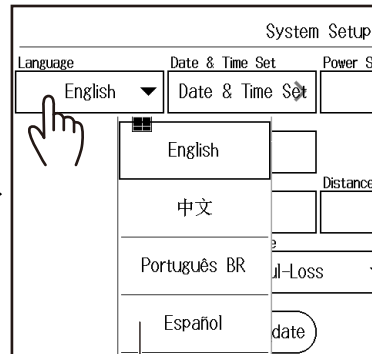 System Setup
Language
Date & Time Set
Power S
English
Date & Time Set
English
中文
Distance
Português BR
e
ul-Loss
Español
date